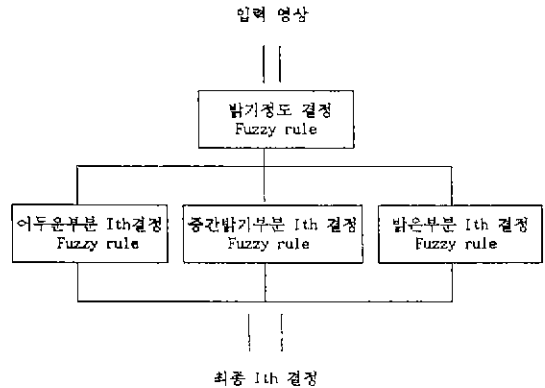 입력 영상
밝기정도 결정
Fuzzy rule
어두운부분 Ith결정
Fuzzy rule
중간밝기부분 Ith 결정
Fuzzy rule
밝은부분 Ith 결정
Fuzzy rule
최종 Ith 결정